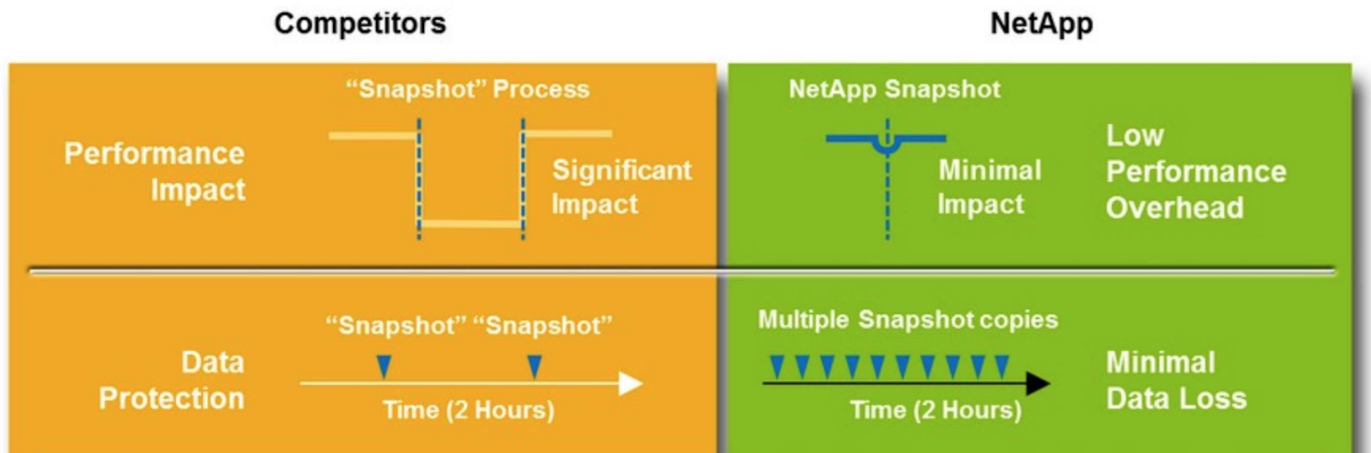 Competitors
NetApp
“Snapshot” Process
Performance
Impact
Significant
Impact
NetApp Snapshot
Minimal
Impact
Low
Performance
Overhead
“Snapshot” “Snapshot”
Data
Protection
Time (2 Hours)
Multiple Snapshot copies
Time (2 Hours)
Minimal
Data Loss